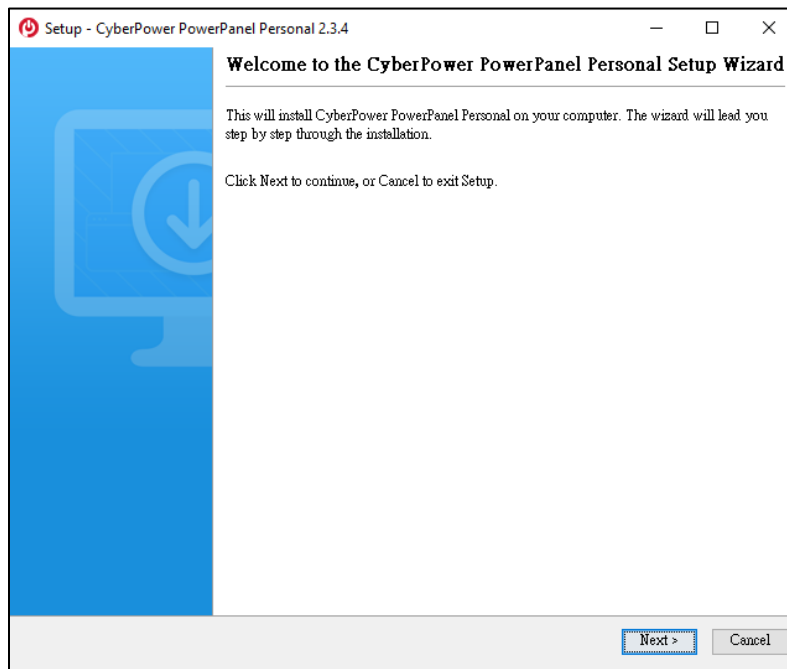 Setup - CyberPower PowerPanel Personal 2.3.4
Welcome to the CyberPower PowerPanel Personal Setup Wizard
This will install CyberPower PowerPanel Personal on your computer. The wizard will lead you
step by step through the installation.
Click Next to continue, or Cancel to exit Setup.
Next >
Cancel